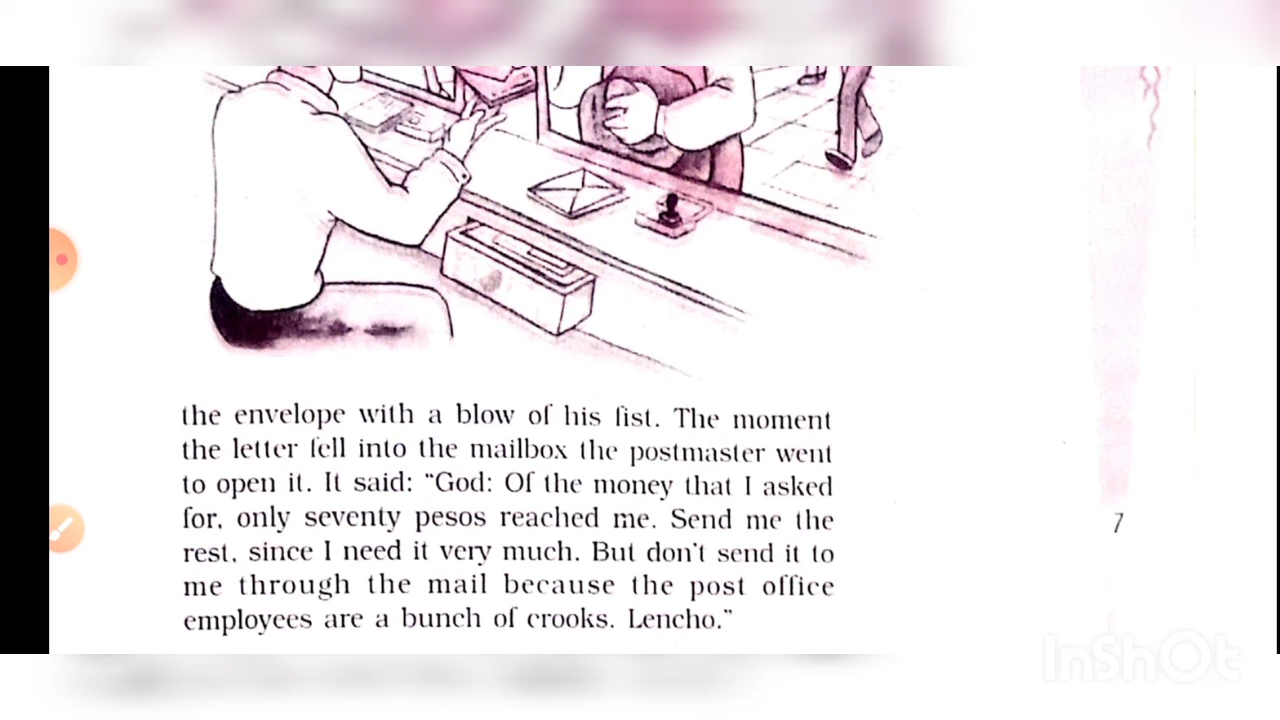 the envelope with a blow of his fist. The moment
the letter fell into the mailbox the postmaster went
to open it. It said: “God: Of the money that I asked
for, only seventy pesos reached me. Send me the
rest, since I need it very much. But don't send it to
me through the mail because the post office
employees are a bunch of crooks. Lencho.”
7
InShOt